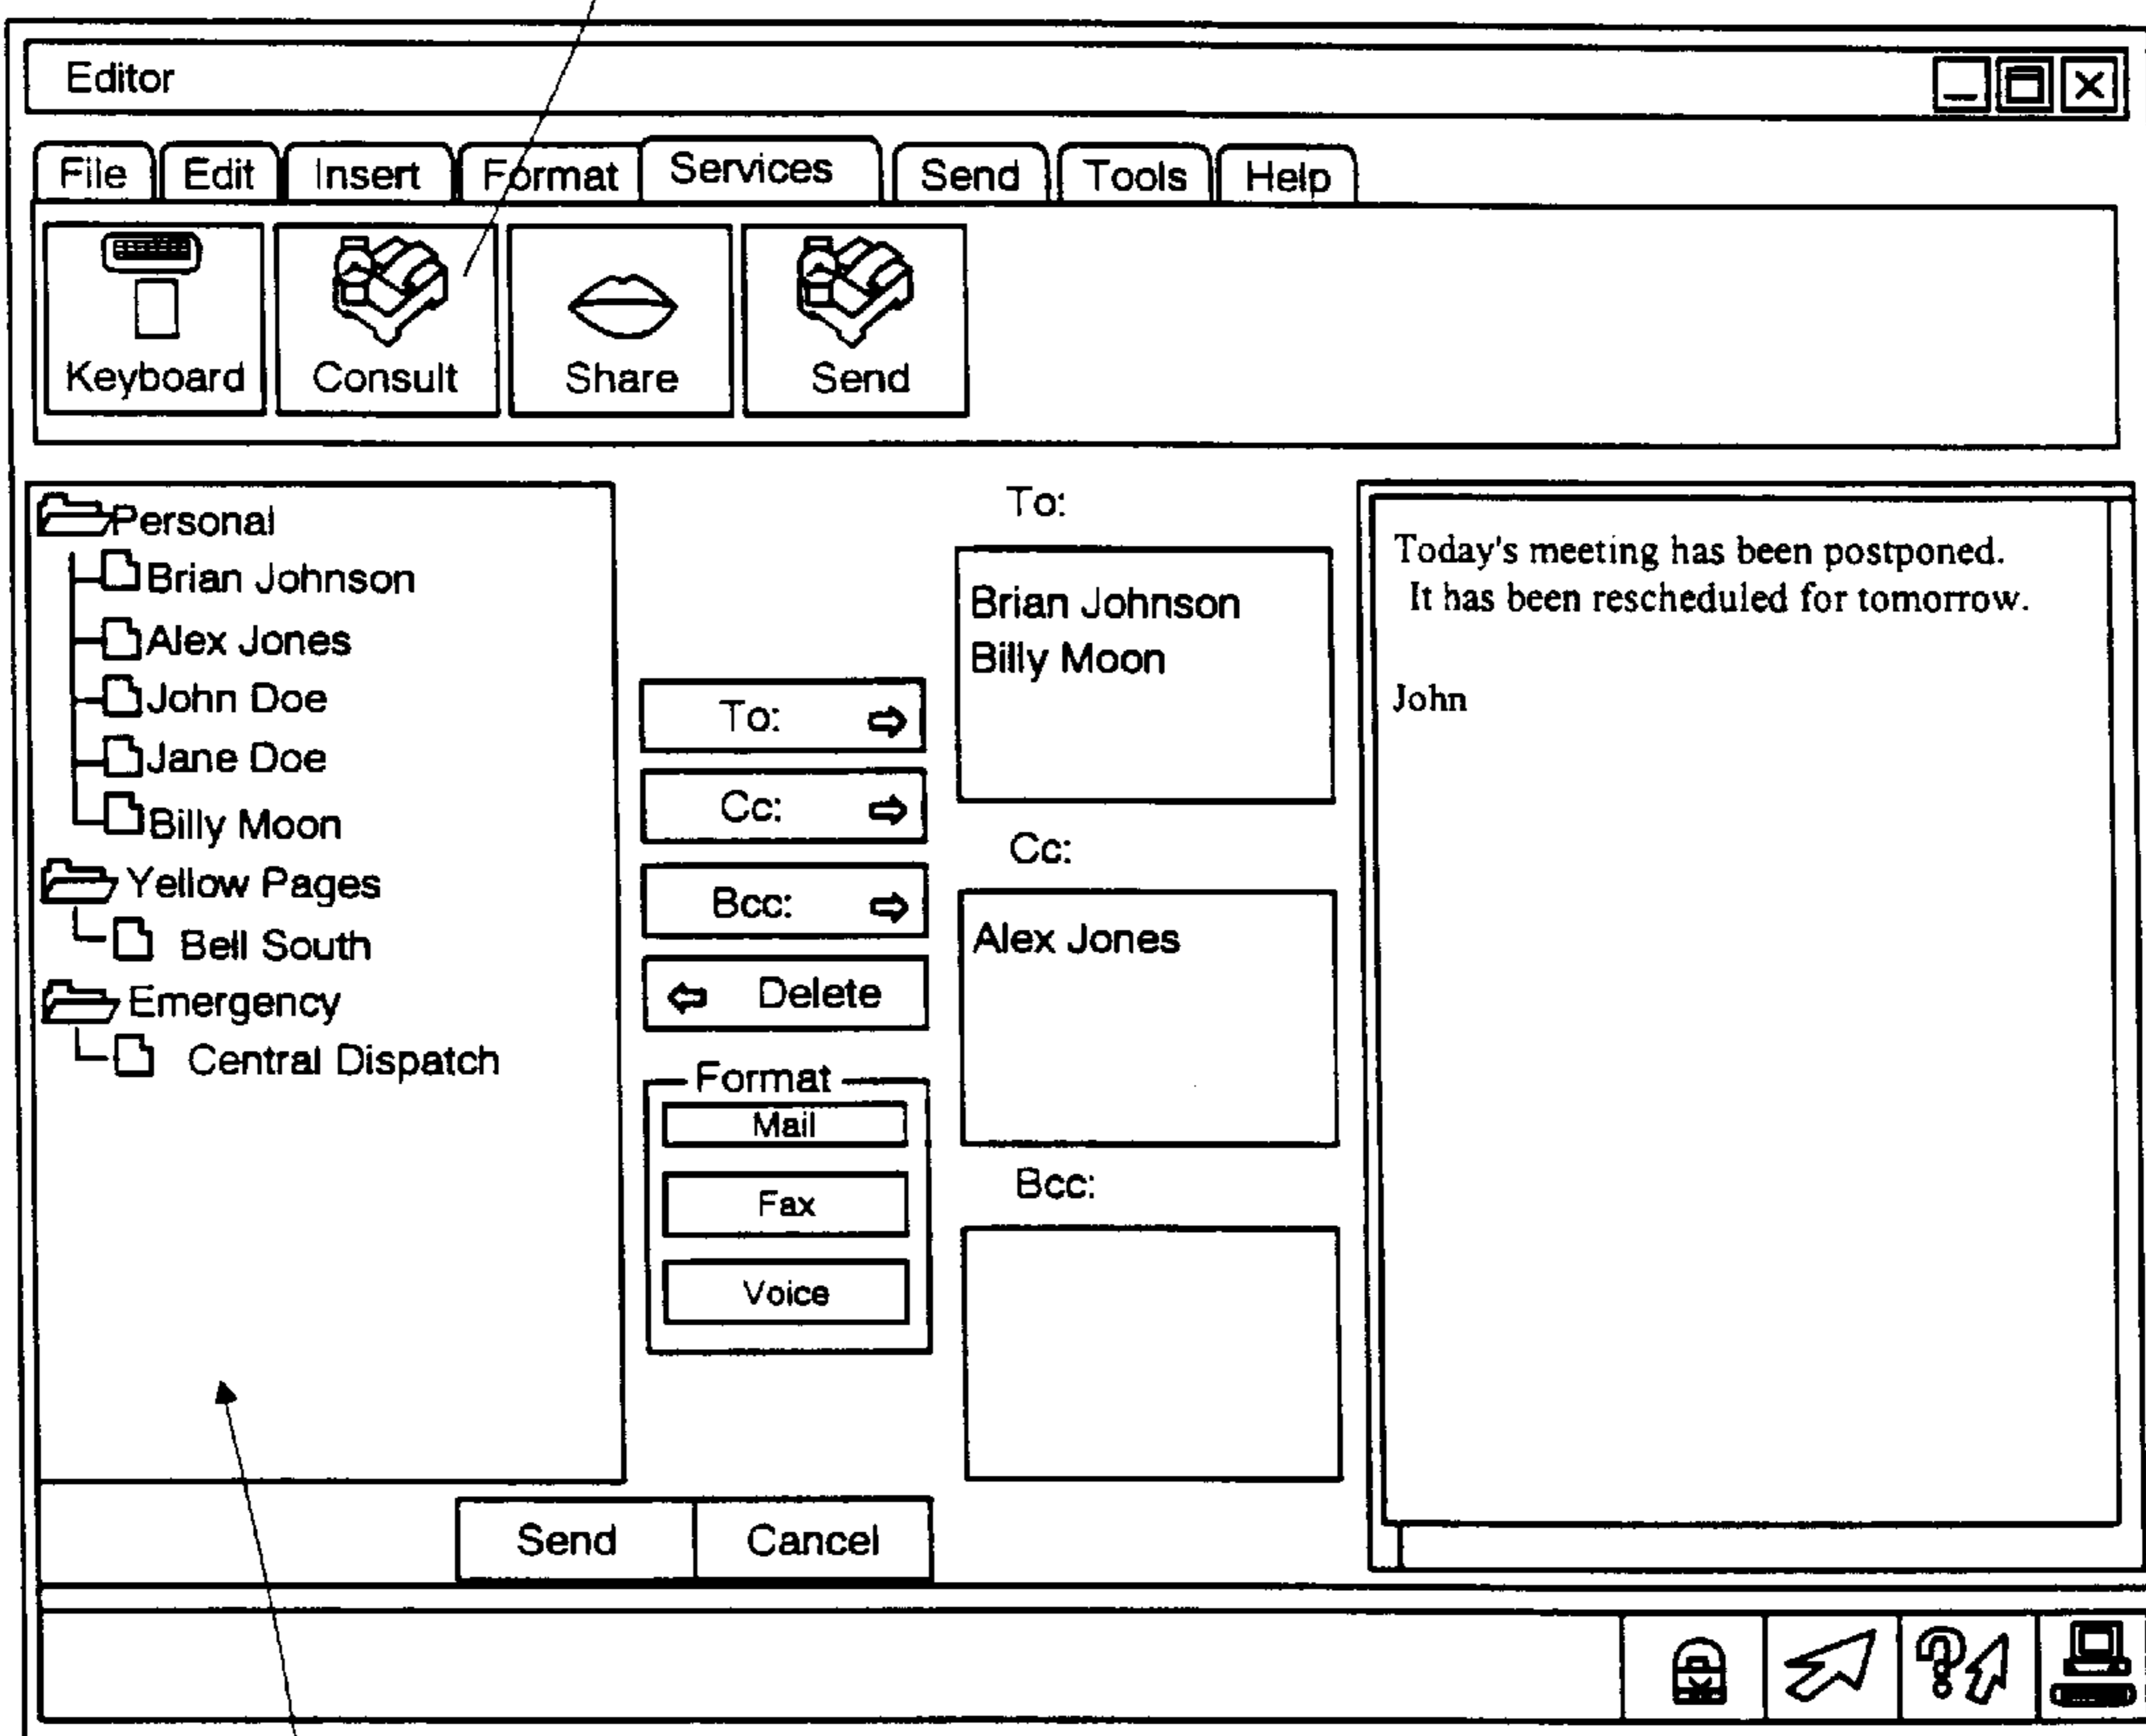 Editor
File Edit Insert Format Services Send Tools Help
Keyboard Consult Share Send
Personal
Brian Johnson
Alex Jones
John Doe
Jane Doe
Billy Moon
Yellow Pages
Bell South
Emergency
Central Dispatch
To:
Cc:
Bcc:
Delete
Format
Mail
Fax
Voice
To:
Brian Johnson
Billy Moon
Cc:
Alex Jones
Bcc:
Today's meeting has been postponed.
It has been rescheduled for tomorrow.
John
Send Cancel